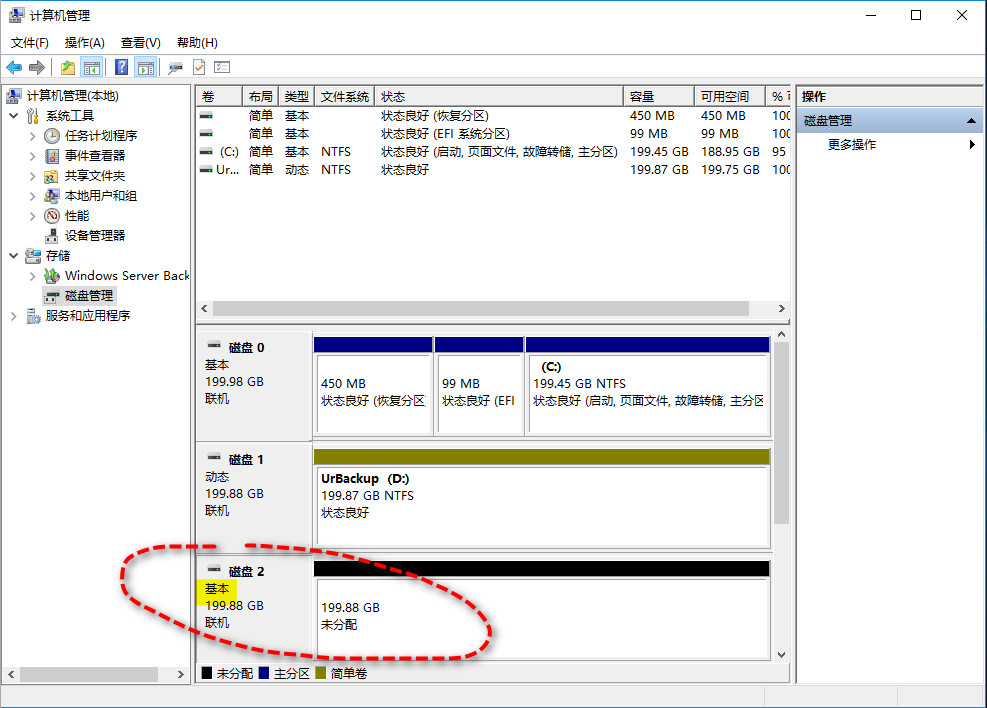 计算机管理
文件(F) 操作(A) 查看(V) 帮助(H)
计算机管理(本地)
系统工具
任务计划程序
事件查看器
共享文件夹
本地用户和组
性能
设备管理器
存储
Windows Server Back
磁盘管理
服务和应用程序
卷 布局 类型 文件系统 状态 容量 可用空间 %
简单 基本 状态良好 (恢复分区) 450 MB 450 MB 100
简单 基本 状态良好 (EFI 系统分区) 99 MB 99 MB 100
(C:) 简单 基本 NTFS 状态良好 (启动, 页面文件, 故障转储, 主分区) 199.45 GB 188.95 GB 95
Ur... 简单 动态 NTFS 状态良好 199.87 GB 199.75 GB 100
磁盘 0
基本
199.98 GB
联机
450 MB
状态良好 (恢复分区
99 MB
状态良好 (EFI
(C:)
199.45 GB NTFS
状态良好 (启动, 页面文件, 故障转储, 主分区
磁盘 1
动态
199.88 GB
联机
UrBackup (D:)
199.87 GB NTFS
状态良好
磁盘 2
基本
199.88 GB
联机
199.88 GB
未分配
未分配 主分区 简单卷
操作
磁盘管理
更多操作